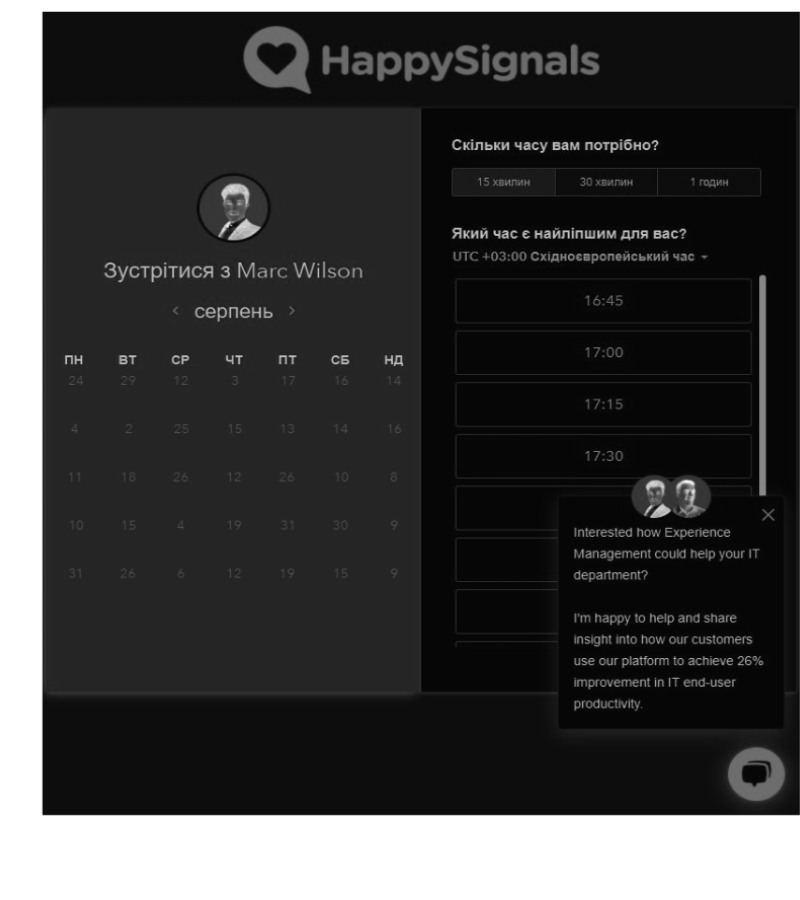 HappySignals
Зустрітися з Marc Wilson
серпень
ПН ВТ СР ЧТ ПТ СБ НД
24 29 12 3 17 16 14
4 2 25 15 13 14 16
11 18 26 12 26 10 8
10 15 4 19 31 30 9
31 26 6 12 19 15 9
Скільки часу вам потрібно?
15 хвилин 30 хвилин 1 годин
Який час є найліпшим для вас?
UTC +03:00 Східноєвропейський час
16:45
17:00
17:15
17:30
Interested how Experience
Management could help your IT
department?
I'm happy to help and share
insight into how our customers
use our platform to achieve 26%
improvement in IT end-user
productivity.